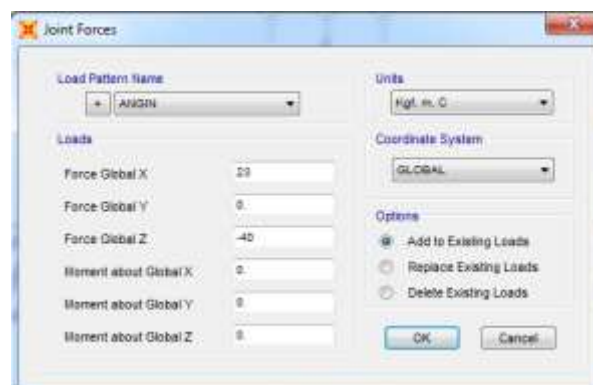 Joint Forces
Load Pattern Name
+ ANGIN
Units
Kgf, m, C
Loads
Force Global X
Force Global Y 0.
Force Global Z -40
Moment about Global X 0.
Moment about Global Y 0.
Moment about Global Z 0.
Coordinate System
GLOBAL
Options
Add to Existing Loads
Replace Existing Loads
Delete Existing Loads
OK Cancel